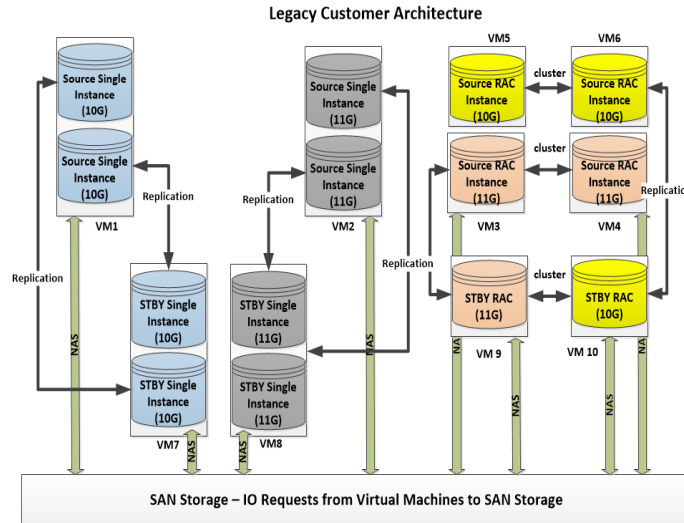 Legacy Customer Architecture
VM5
VM6
Source Single
Instance
(10G)
Source Single
Instance
(11G)
Source RAC
Instance
(10G)
cluster
Source RAC
Instance
(10G)
Source Single
Instance
(10G)
Source Single
Instance
(11G)
Source RAC
Instance
(11G)
cluster
Source RAC
Instance
(11G)
Replication
Replication
Replication
VM1
VM2
VM3
VM4
Replication
Replication
STBY Single
Instance
(10G)
STBY Single
Instance
(11G)
STBY RAC
(11G)
cluster
STBY RAC
(10G)
STBY Single
Instance
(10G)
STBY Single
Instance
(11G)
NAS
NAS
NA
NA
VM 9
VM 10
VM7
VM8
NAS
NAS
NAS
NAS
SAN Storage – IO Requests from Virtual Machines to SAN Storage